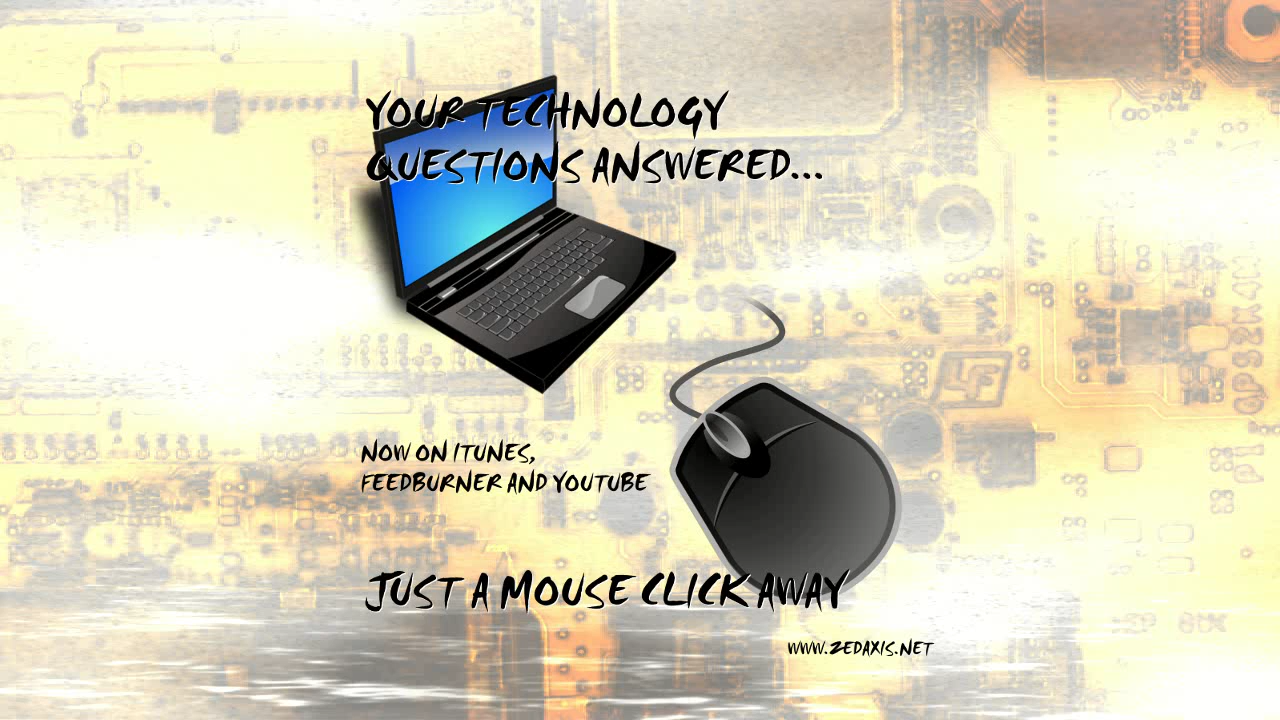 YOUR TECHNOLOGY
QUESTIONS ANSWERED...
NOW ON ITUNES,
FEEDBURNER AND YOUTUBE
JUST A MOUSE CLICK AWAY
WWW.ZEDAXIS.NET